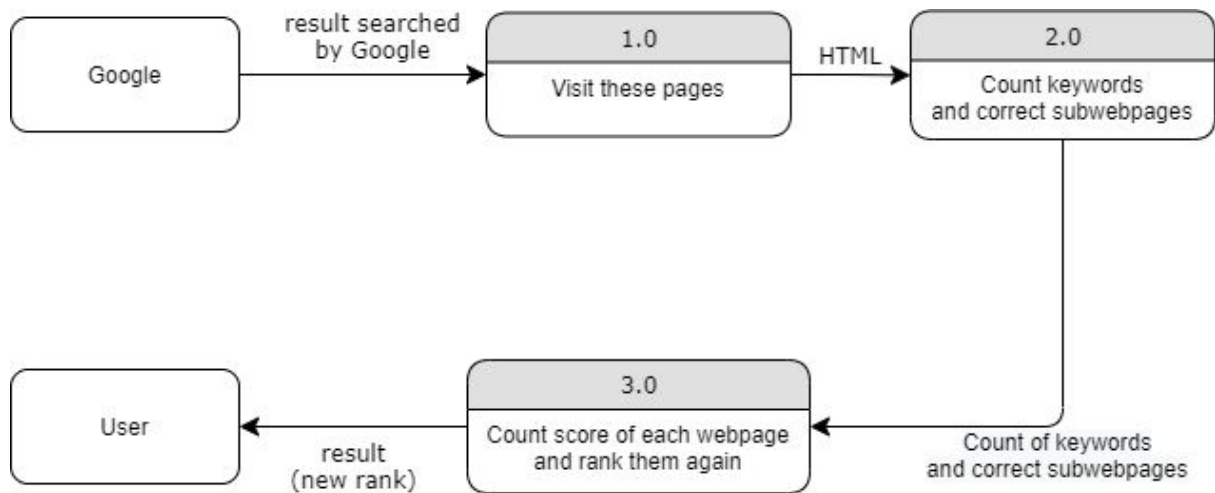 Google
result searched
by Google
1.0
Visit these pages
HTML
2.0
Count keywords
and correct subwebpages
Count of keywords
and correct subwebpages
3.0
Count score of each webpage
and rank them again
result
(new rank)
User